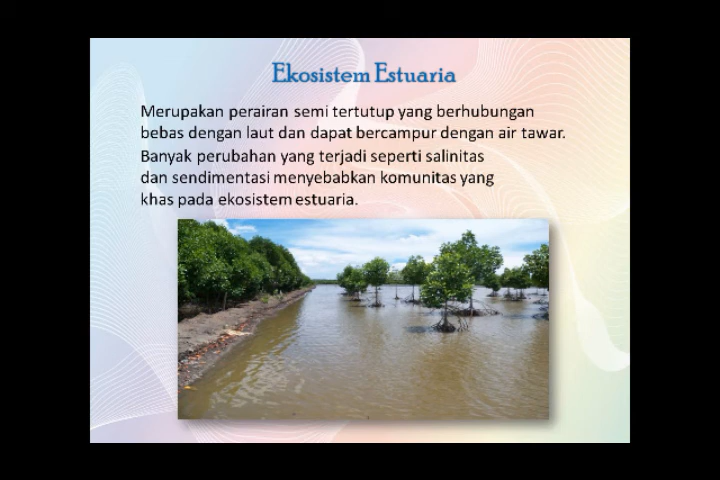 Ekosistem Estuaria
Merupakan perairan semi tertutup yang berhubungan
bebas dengan laut dan dapat bercampur dengan air tawar.
Banyak perubahan yang terjadi seperti salinitas
dan sendimentasi menyebabkan komunitas yang
khas pada ekosistem estuaria.